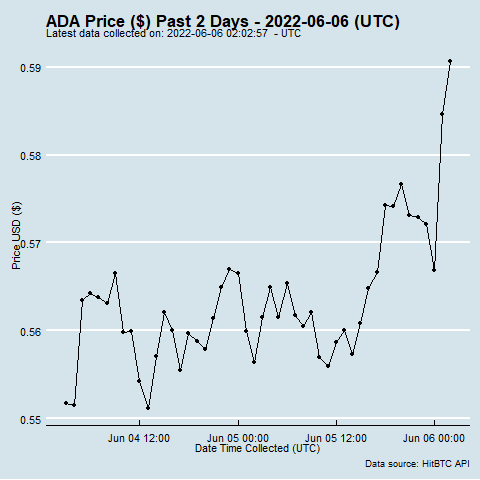 ADA Price ($) Past 2 Days - 2022-06-06 (UTC)
Latest data collected on: 2022-06-06 02:02:57 - UTC
0.59
0.58
0.57
0.56
0.55
Price USD ($)
Jun 04 12:00
Jun 05 00:00
Jun 05 12:00
Jun 06 00:00
Date Time Collected (UTC)
Data source: HitBTC API